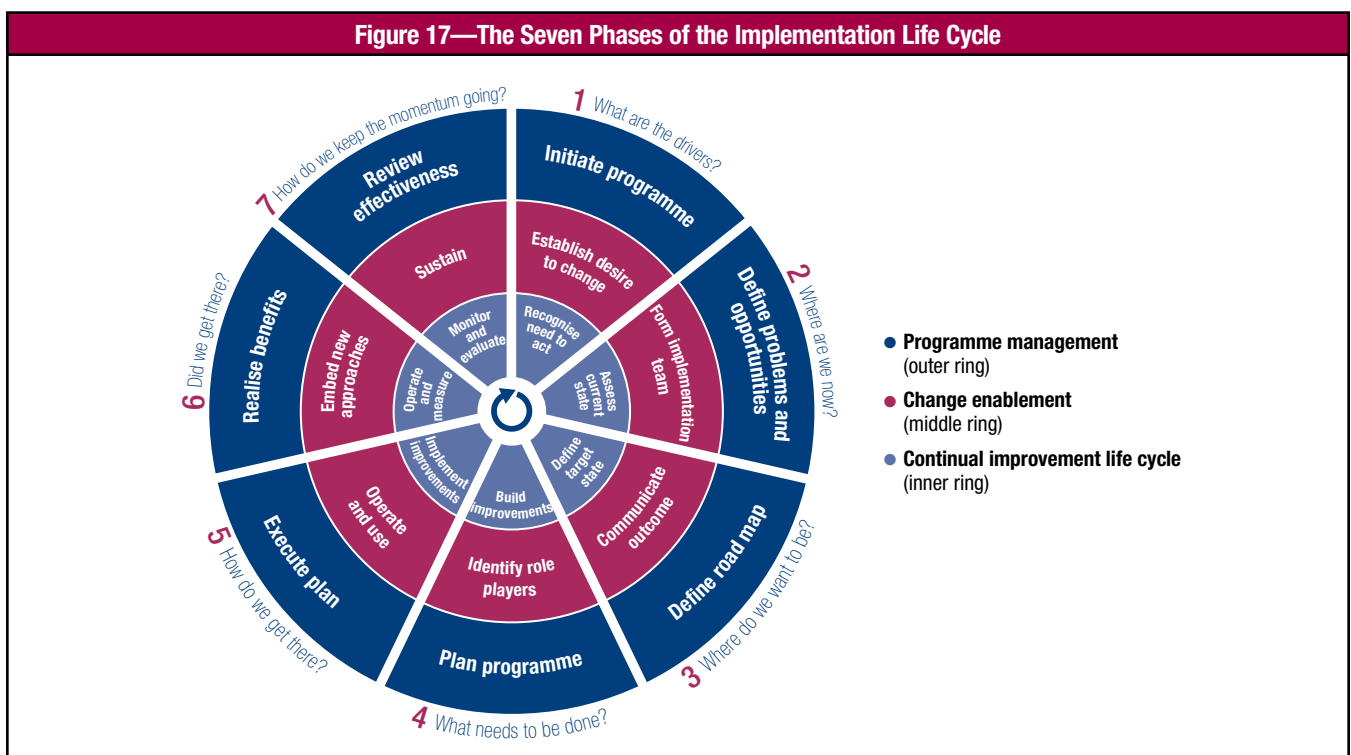 Figure 17—The Seven Phases of the Implementation Life Cycle
1 What are the drivers?
Initiate programme
Establish desire
to change
Recognise
need to
act
2 Where are we now?
Define problems and
opportunities
Form implementation
team
Assess
current
state
3 Where do we want to be?
Define road map
Communicate
outcome
Define
target
state
4 What needs to be done?
Plan programme
Identify role
players
Build
improvements
5 How do we get there?
Execute plan
Operate
and use
Implement
improvements
6 Did we get there?
Realise benefits
Embed new
approaches
Operate
and
measure
7 How do we keep the momentum going?
Review
effectiveness
Sustain
Monitor
and
evaluate
Programme management
(outer ring)
Change enablement
(middle ring)
Continual improvement life cycle
(inner ring)